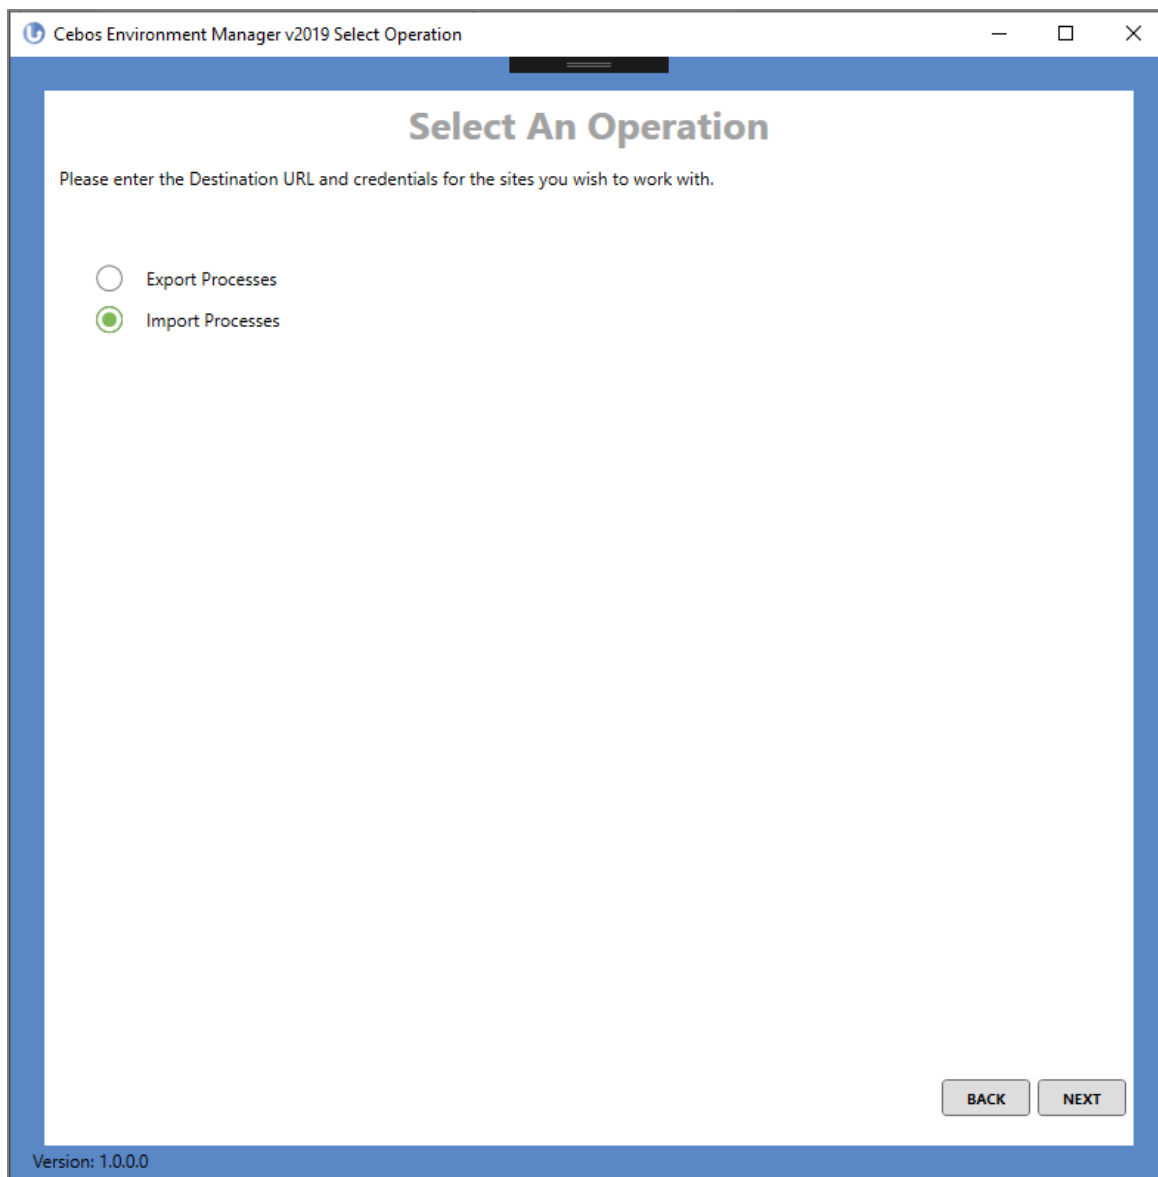 Cebos Environment Manager v2019 Select Operation
Select An Operation
Please enter the Destination URL and credentials for the sites you wish to work with.
Export Processes
Import Processes
BACK
NEXT
Version: 1.0.0.0